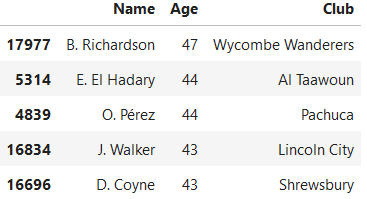 Name Age Club
17977 B. Richardson 47 Wycombe Wanderers
5314 E. El Hadary 44 Al Taawoun
4839 O. Pérez 44 Pachuca
16834 J. Walker 43 Lincoln City
16696 D. Coyne 43 Shrewsbury